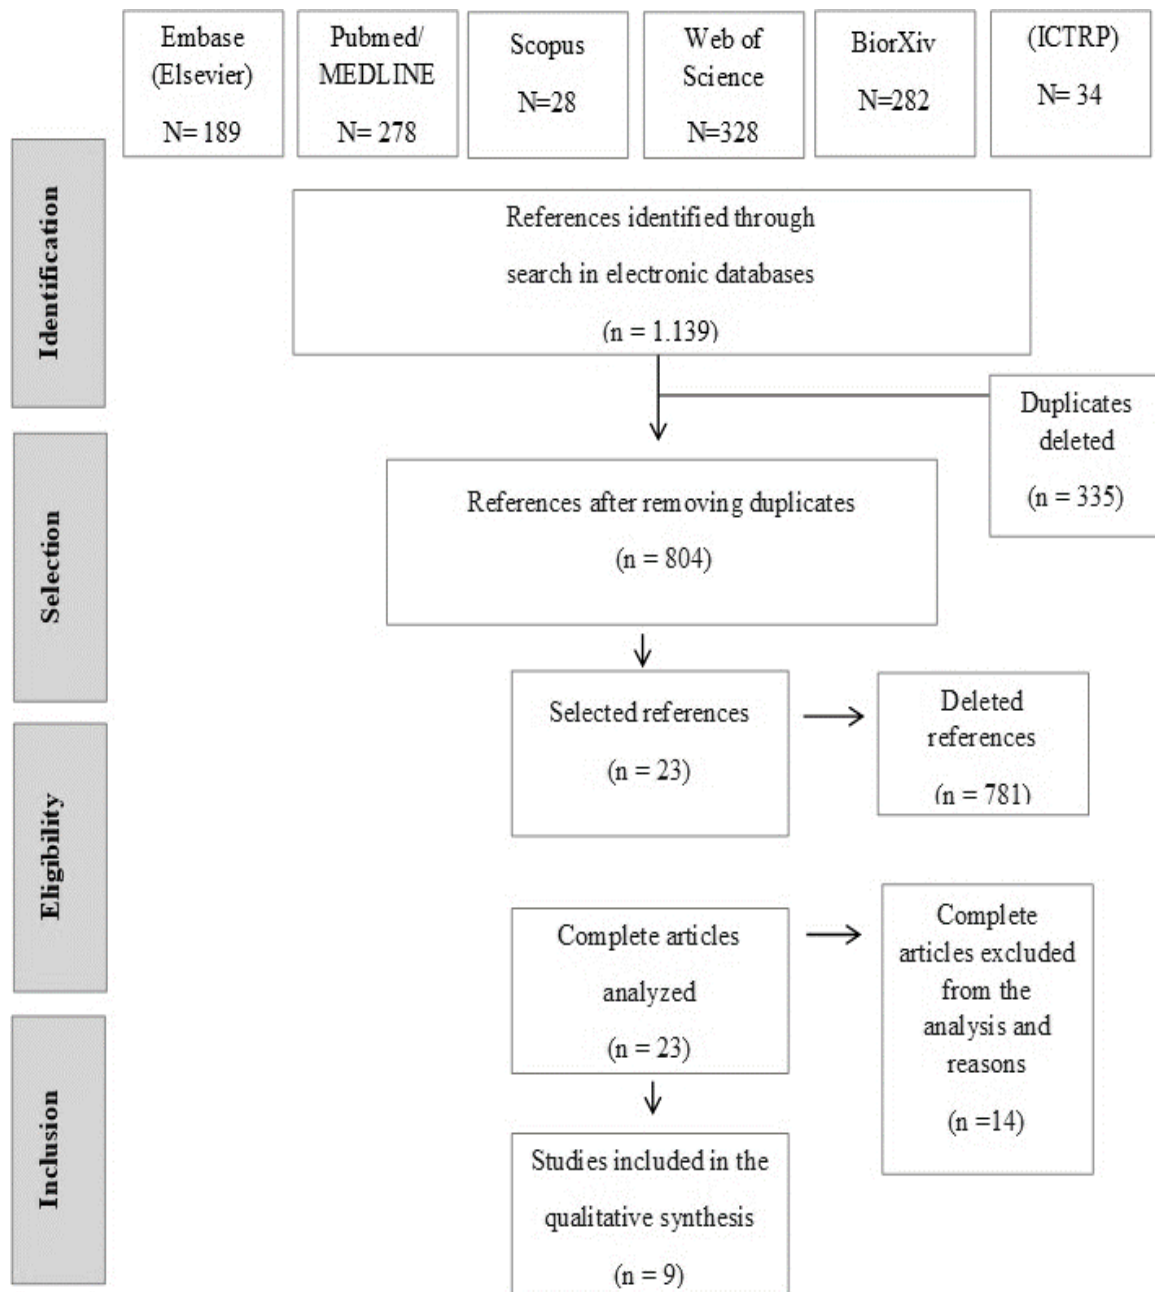 Embase
(Elsevier)
N= 189
Pubmed/
MEDLINE
N= 278
Scopus
N=28
Web of
Science
N=328
BiorXiv
N=282
(ICTRP)
N= 34
Identification
References identified through
search in electronic databases
(n = 1.139)
Duplicates
deleted
(n = 335)
Selection
References after removing duplicates
(n = 804)
Selected references
(n = 23)
Deleted
references
(n = 781)
Eligibility
Complete articles
analyzed
(n = 23)
Complete
articles excluded
from the
analysis and
reasons
(n =14)
Inclusion
Studies included in the
qualitative synthesis
(n = 9)